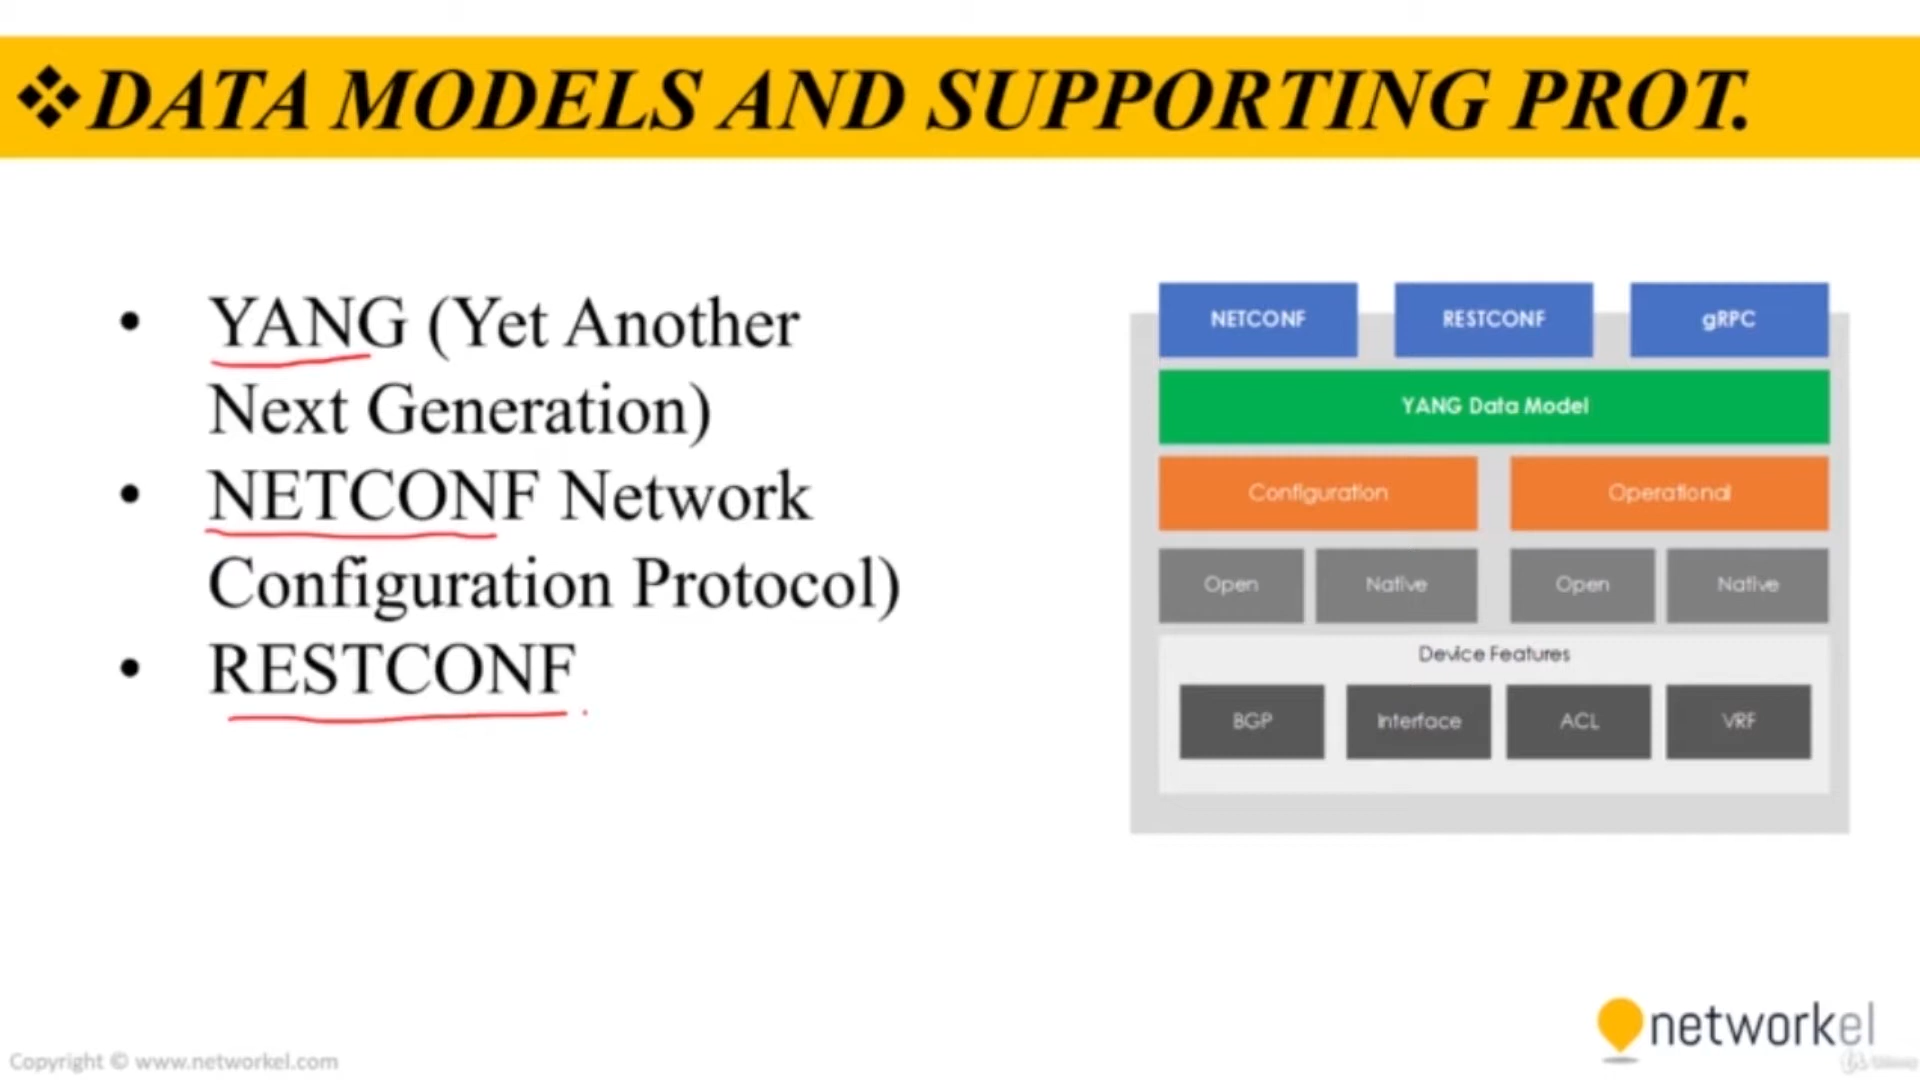 ❖DATA MODELS AND SUPPORTING PROT.
• YANG (Yet Another
Next Generation)
• NETCONF Network
Configuration Protocol)
• RESTCONF
NETCONF RESTCONF gRPC
YANG Data Model
Configuration Operational
Open Native Open Native
Device Features
BGP Interface ACL VRF
networkel
Copyright © www.networkel.com